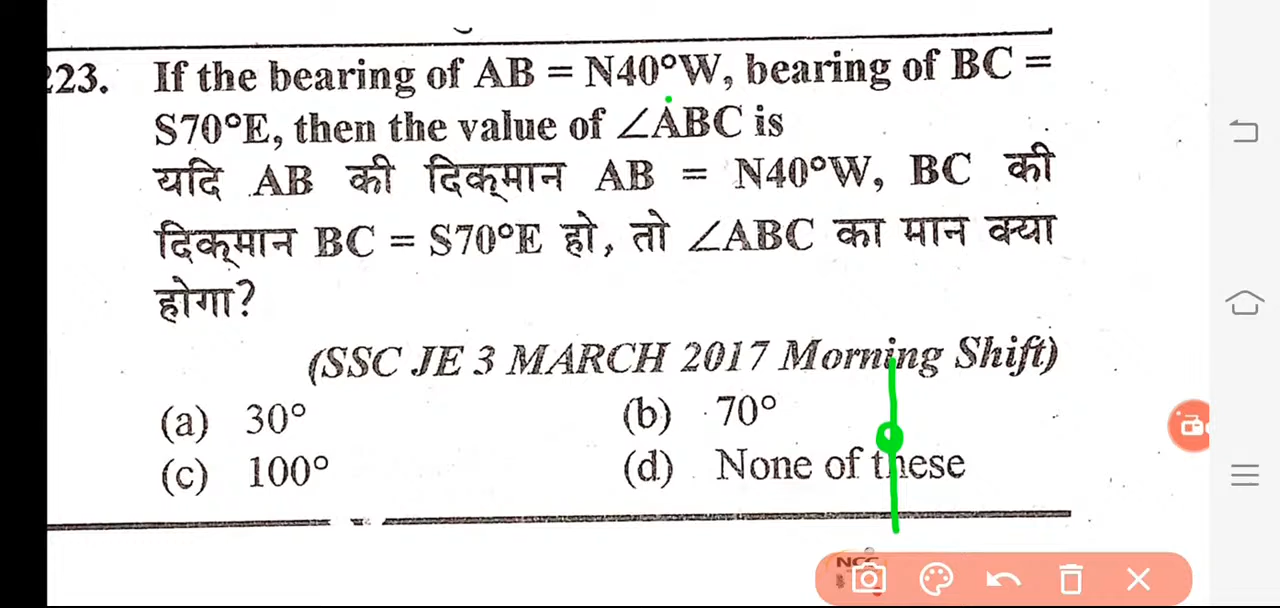 223. If the bearing of AB = N40°W, bearing of BC =
S70°E, then the value of ∠ABC is
यदि AB की दिक्‌मान AB = N40°W, BC की
दिक्‌मान BC = S70°E हो, तो ∠ABC का मान क्या
होगा?
(SSC JE 3 MARCH 2017 Morning Shift)
(a) 30° (b) 70°
(c) 100° (d) None of these